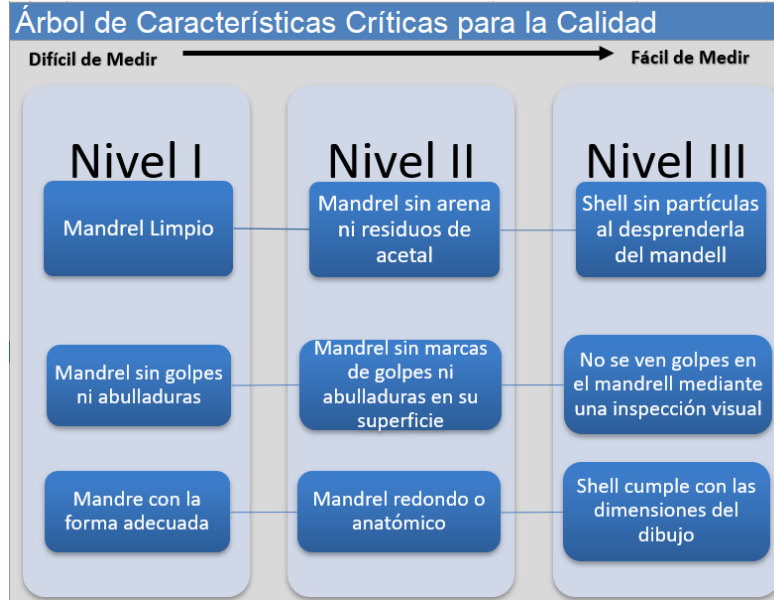 Árbol de Características Críticas para la Calidad
Difícil de Medir
Fácil de Medir
Nivel I
Nivel II
Nivel III
Mandrel Limpio
Mandrel sin arena
ni residuos de
acetal
Shell sin partículas
al desprenderla
del mandell
Mandrel sin golpes
ni abulladuras
Mandrel sin marcas
de golpes ni
abulladuras en su
superficie
No se ven golpes en
el mandrell mediante
una inspección visual
Mandre con la
forma adecuada
Mandrel redondo o
anatómico
Shell cumple con las
dimensiones del
dibujo